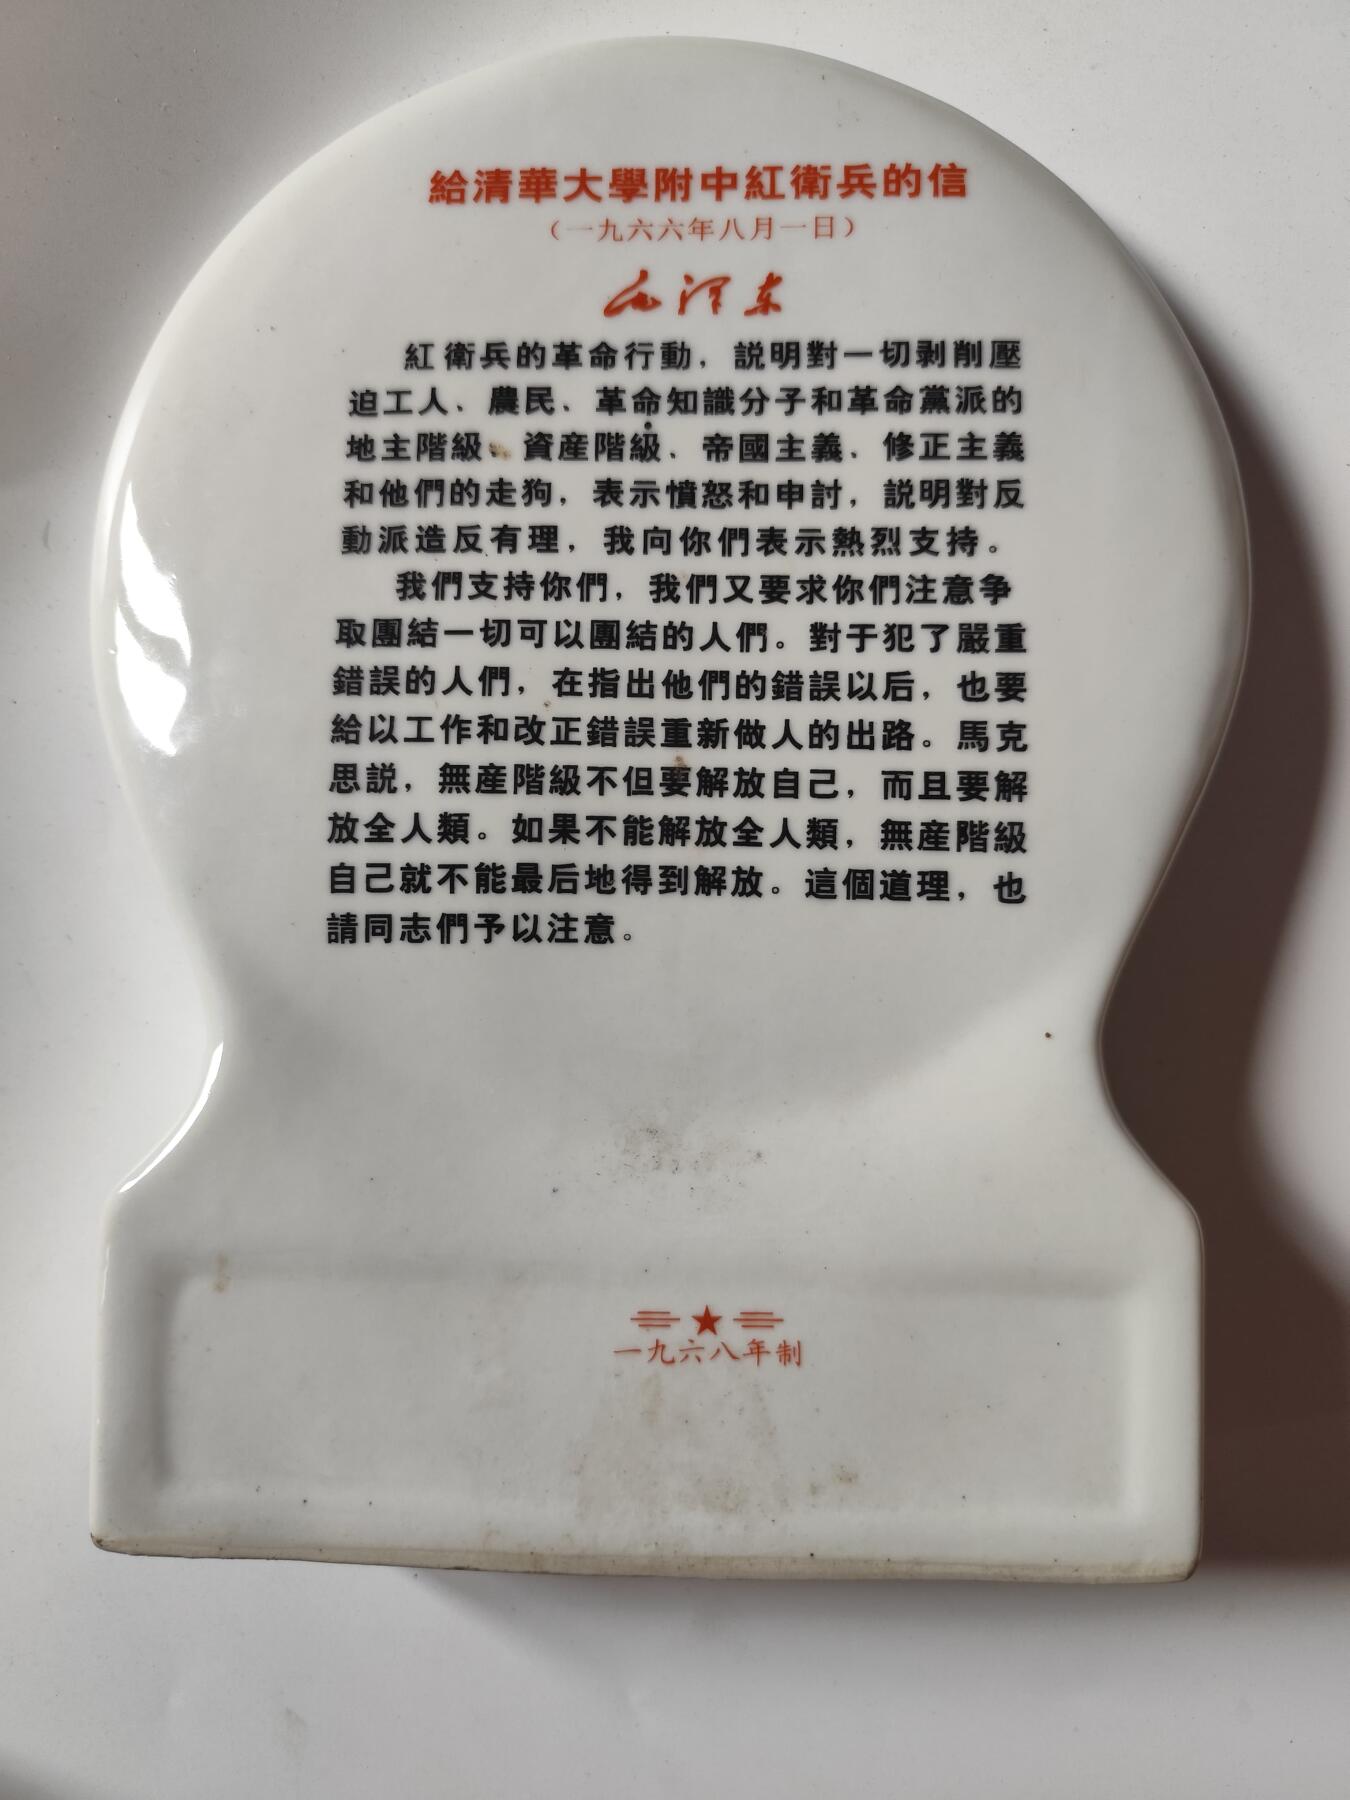 給清華大學附中紅衛兵的信
（一九六六年八月一日）
毛澤东
紅衛兵的革命行動，説明對一切剥削壓
迫工人、農民、革命知識分子和革命黨派的
地主階級、資産階級、帝國主義、修正主義
和他們的走狗，表示憤怒和申討，説明對反
動派造反有理，我向你們表示熱烈支持。
我們支持你們，我們又要求你們注意争
取團結一切可以團結的人們。對于犯了嚴重
錯誤的人們，在指出他們的錯誤以后，也要
給以工作和改正錯誤重新做人的出路。馬克
思説，無産階級不但要解放自己，而且要解
放全人類。如果不能解放全人類，無産階級
自己就不能最后地得到解放。這個道理，也
請同志們予以注意。
一九六八年制